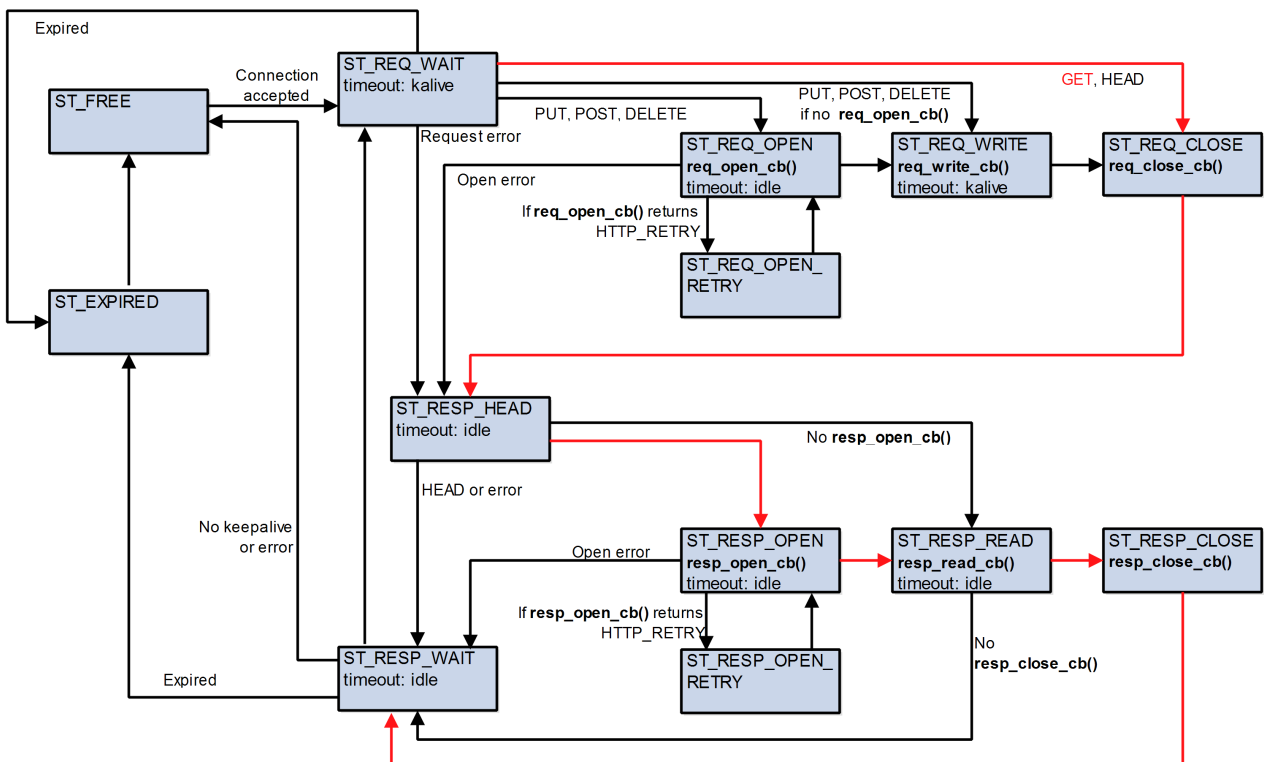 Expired
ST_REQ_WAIT
timeout: kalive
Connection
accepted
ST_FREE
GET, HEAD
PUT, POST, DELETE
PUT, POST, DELETE
if no req_open_cb()
Request error
ST_REQ_OPEN
req_open_cb()
timeout: idle
ST_REQ_WRITE
req_write_cb()
timeout: kalive
ST_REQ_CLOSE
req_close_cb()
Open error
If req_open_cb() returns
HTTP_RETRY
ST_REQ_OPEN_
RETRY
ST_EXPIRED
ST_RESP_HEAD
timeout: idle
No resp_open_cb()
HEAD or error
No keepalive
or error
Open error
ST_RESP_OPEN
resp_open_cb()
timeout: idle
ST_RESP_READ
resp_read_cb()
timeout: idle
ST_RESP_CLOSE
resp_close_cb()
If resp_open_cb() returns
HTTP_RETRY
ST_RESP_WAIT
timeout: idle
ST_RESP_OPEN_
RETRY
No
resp_close_cb()
Expired